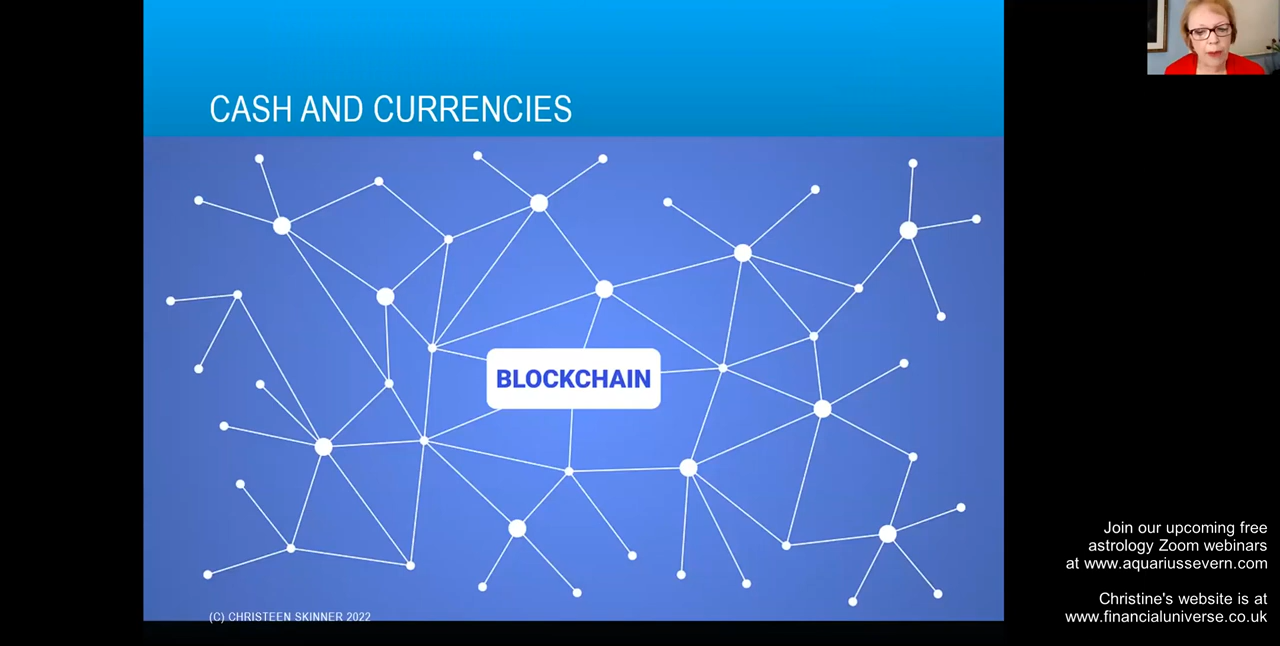 CASH AND CURRENCIES
BLOCKCHAIN
(C) CHRISTEEN SKINNER 2022
Join our upcoming free
astrology Zoom webinars
at www.aquariussevern.com
Christine's website is at
www.financialuniverse.co.uk